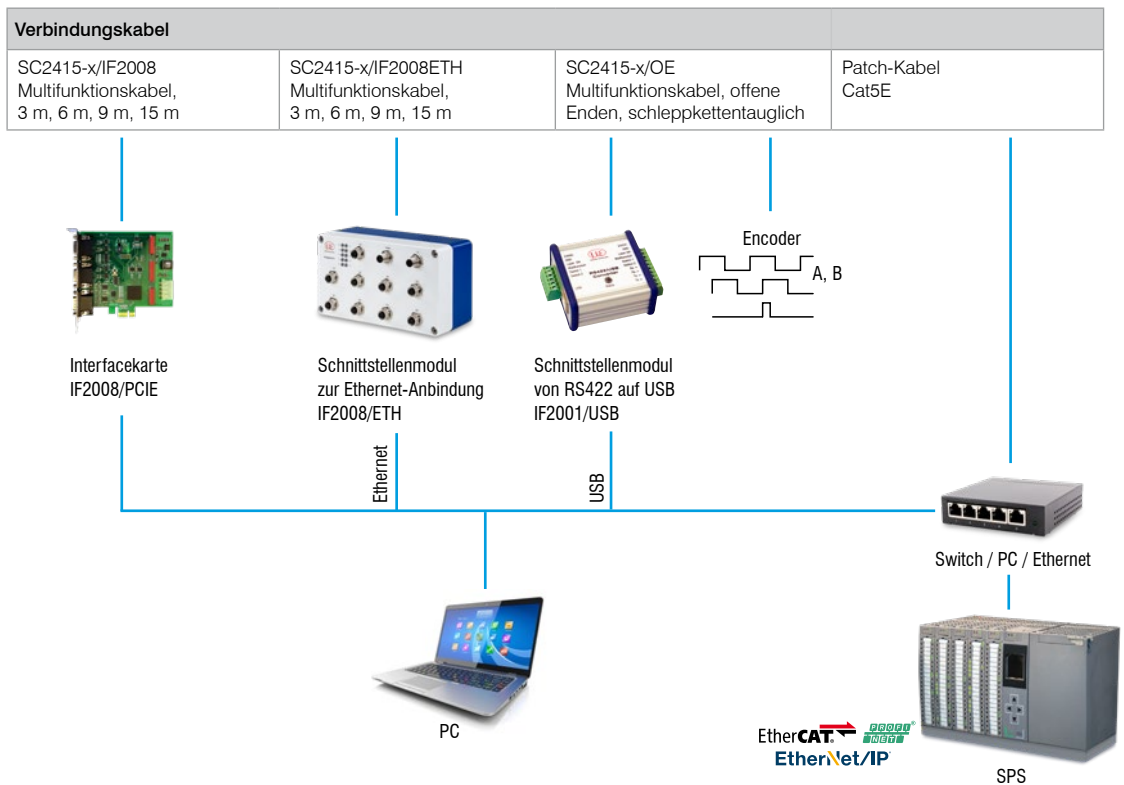 Verbindungskabel
SC2415-x/IF2008
Multifunktionskabel,
3 m, 6 m, 9 m, 15 m
SC2415-x/IF2008ETH
Multifunktionskabel,
3 m, 6 m, 9 m, 15 m
SC2415-x/OE
Multifunktionskabel, offene
Enden, schleppkettentauglich
Patch-Kabel
Cat5E
Encoder
A, B
Interfacekarte
IF2008/PCIE
Schnittstellenmodul
zur Ethernet-Anbindung
IF2008/ETH
Schnittstellenmodul
von RS422 auf USB
IF2001/USB
Ethernet
USB
Switch / PC / Ethernet
PC
EtherCAT®
PROFI®
NET
EtherNet/IP
SPS